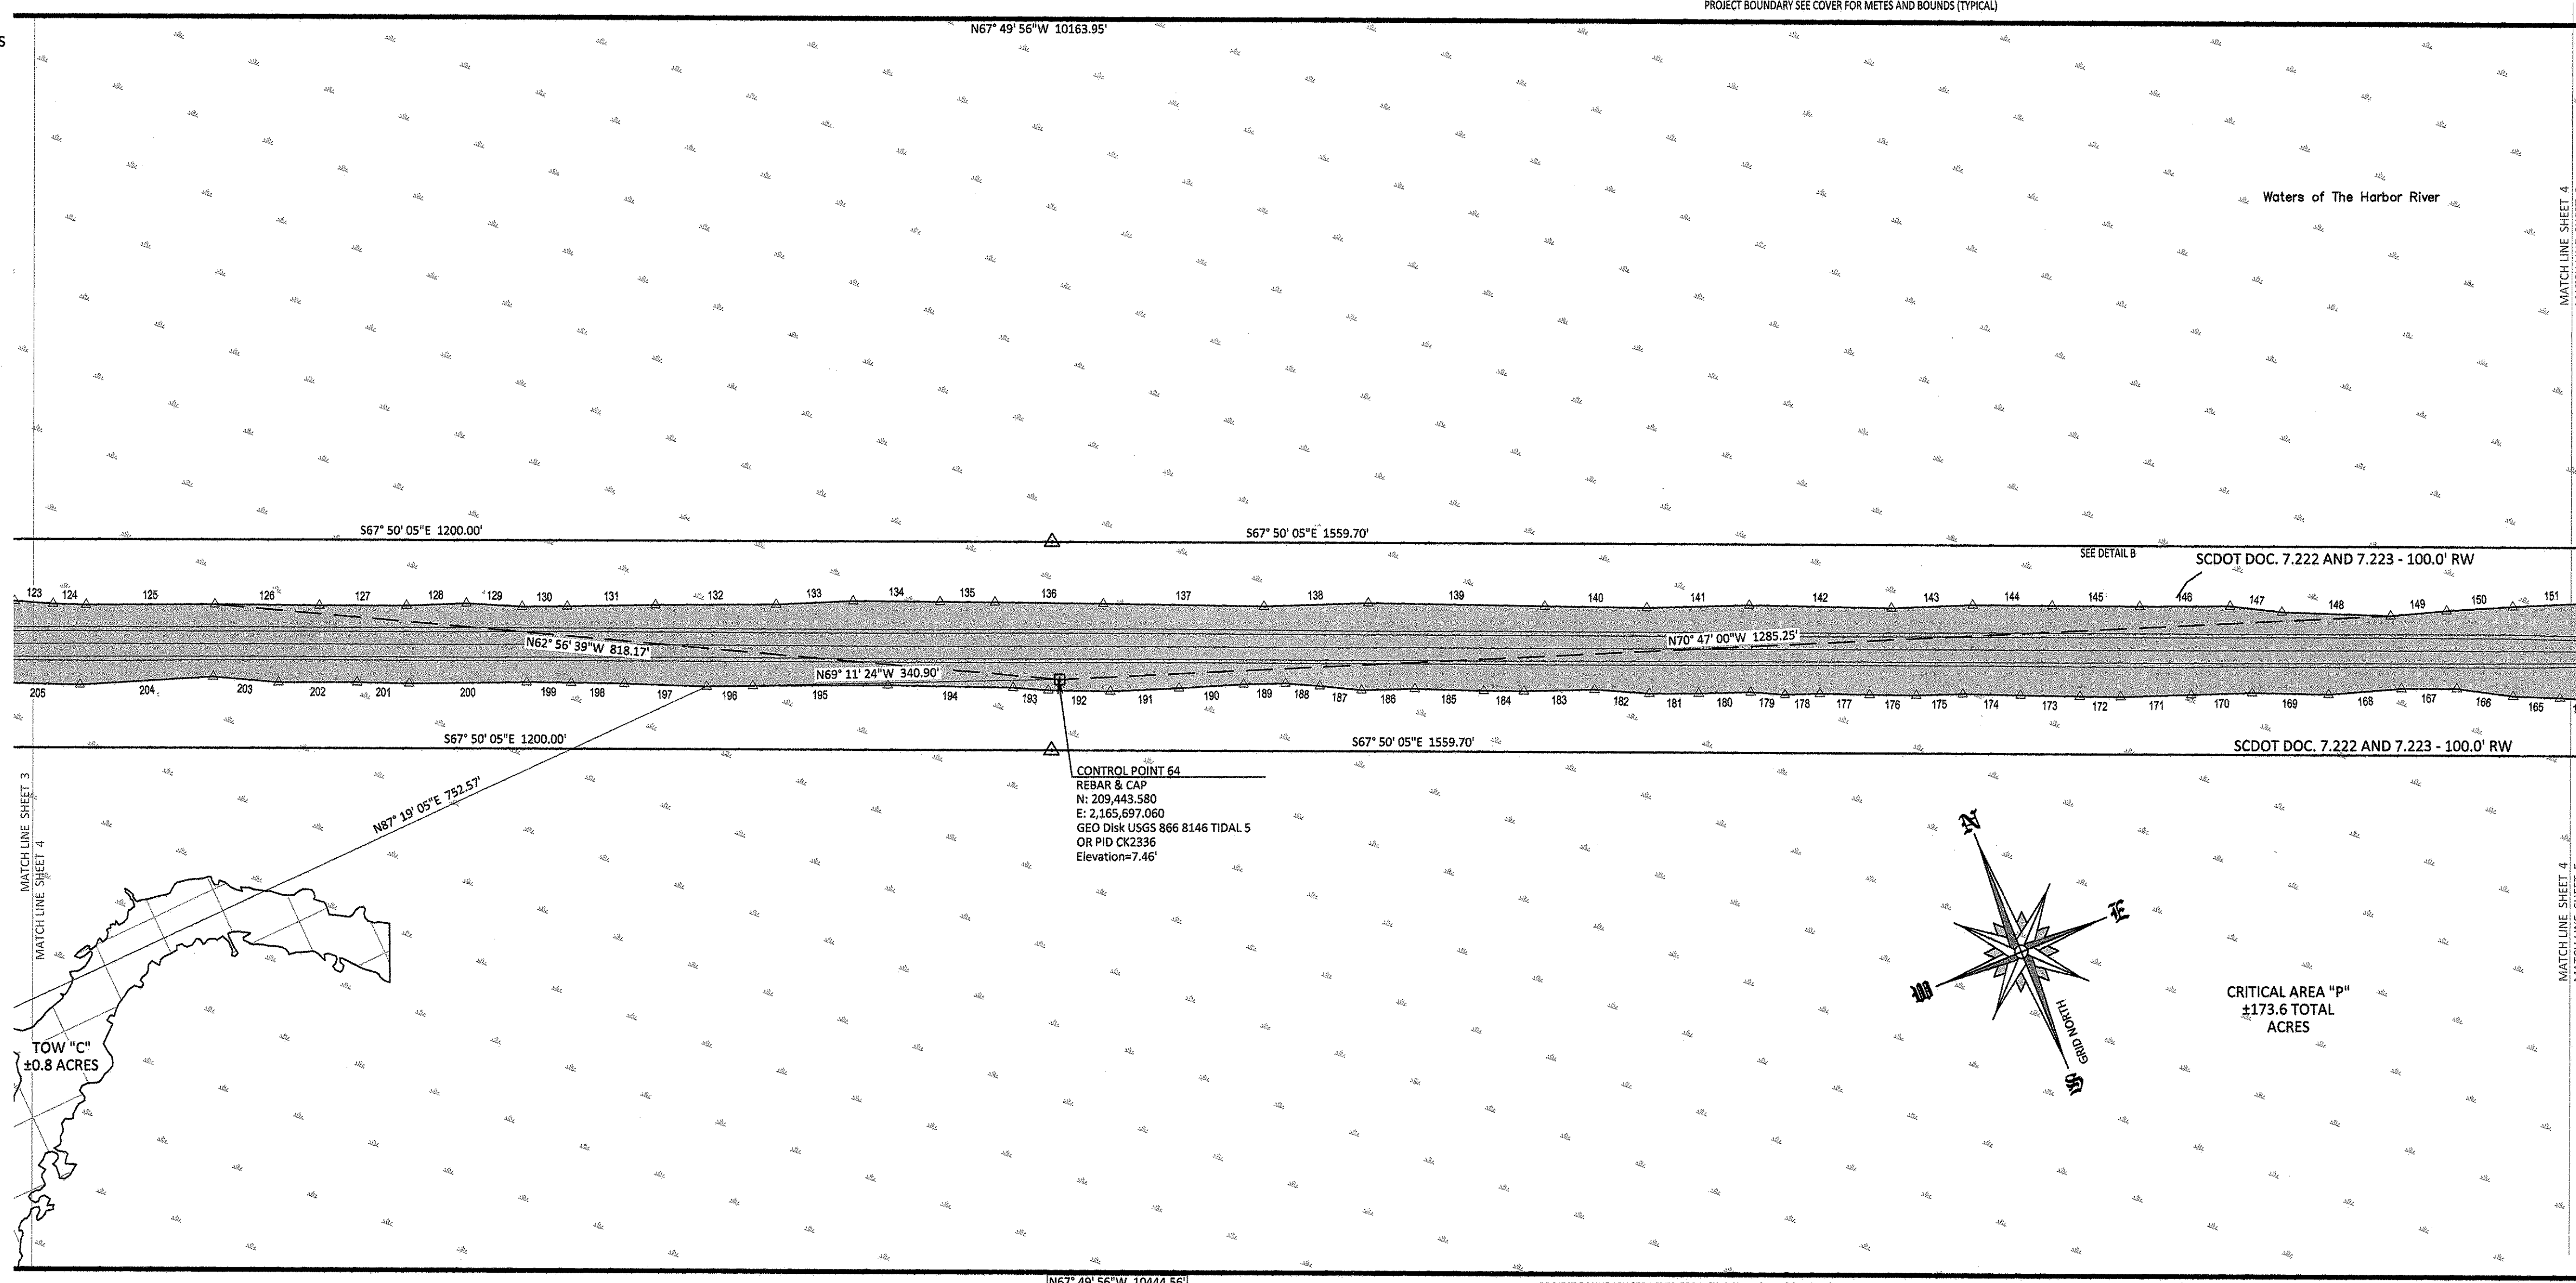 PROJECT BOUNDARY SEE COVER FOR METES AND BOUNDS (TYPICAL)
N67° 49' 56"W 10163.95'
S
Waters of The Harbor River
MATCH LINE SHEET 4
S67° 50' 05"E 1200.00'
S67° 50' 05"E 1559.70'
SEE DETAIL B
SCDOT DOC. 7.222 AND 7.223 - 100.0' RW
123 124 125 126 127 128 129 130 131 132 133 134 135 136 137 138 139 140 141 142 143 144 145 146 147 148 149 150 151
N62° 56' 39"W 818.17'
N70° 47' 00"W 1285.25'
N69° 11' 24"W 340.90'
205 204 203 202 201 200 199 198 197 196 195 194 193 192 191 190 189 188 187 186 185 184 183 182 181 180 179 178 177 176 175 174 173 172 171 170 169 168 167 166 165
S67° 50' 05"E 1200.00'
S67° 50' 05"E 1559.70'
SCDOT DOC. 7.222 AND 7.223 - 100.0' RW
MATCH LINE SHEET 3
MATCH LINE SHEET 4
N87° 19' 05"E 752.57'
CONTROL POINT 64
REBAR & CAP
N: 209,443.580
E: 2,165,697.060
GEO Disk USGS 866 8146 TIDAL 5
OR PID CK2336
Elevation=7.46'
N
E
W
S
GRID NORTH
MATCH LINE SHEET 4
CRITICAL AREA "P"
±173.6 TOTAL
ACRES
TOW "C"
±0.8 ACRES
N67° 49' 56"W 10444.56'